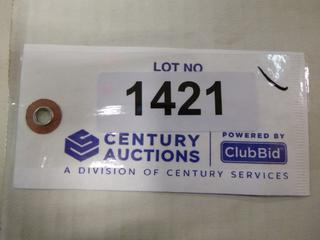 LOT NO
1421
CENTURY
AUCTIONS
POWERED BY
ClubBid
A DIVISION OF CENTURY SERVICES